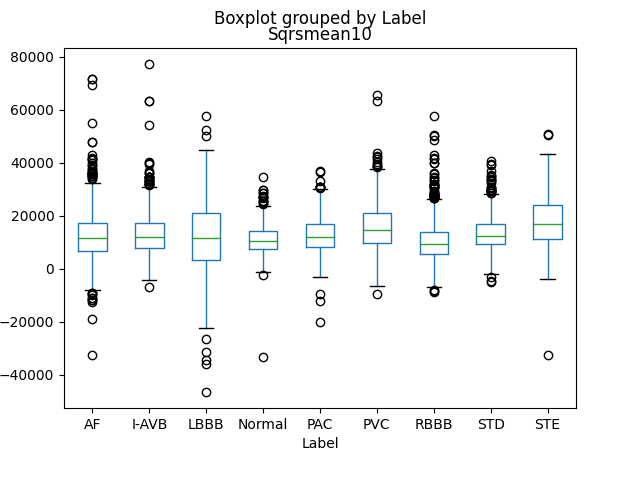 Boxplot grouped by Label
Sqrsmean10
80000
60000
40000
20000
0
−20000
−40000
AF I-AVB LBBB Normal PAC PVC RBBB STD STE
Label